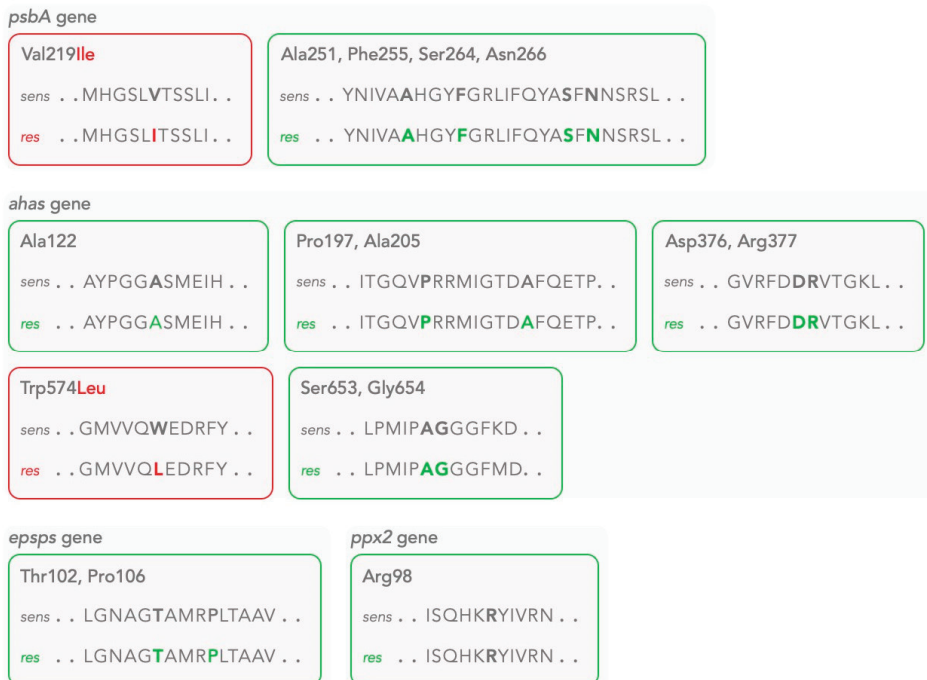 psbA gene
Val219Ile
sens . . MHGSLVTSSLI . .
res . . MHGSLITSSLI . .
Ala251, Phe255, Ser264, Asn266
sens . . YNIVAAHGYFGRLIFQYASFNNSRSL . .
res . . YNIVAAHGYFGRLIFQYASFNNSRSL . .
ahas gene
Ala122
sens . . AYPGGASMEIH . .
res . . AYPGGASMEIH . .
Pro197, Ala205
sens . . ITGQVPRRMIGTDAFQETP. .
res . . ITGQVPRRMIGTDAFQETP. .
Asp376, Arg377
sens . . GVRFDDRVTGKL . .
res . . GVRFDDRVTGKL . .
Trp574Leu
sens . . GMVVQWEDRFY . .
res . . GMVVQLEDRFY . .
Ser653, Gly654
sens . . LPMIPAGGGFKD . .
res . . LPMIPAGGGFMD. .
epsps gene
Thr102, Pro106
sens . . LGNAGTAMRPLTAAV . .
res . . LGNAGTAMRPLTAAV . .
ppx2 gene
Arg98
sens . . ISQHKRYIVRN . .
res . . ISQHKRYIVRN . .